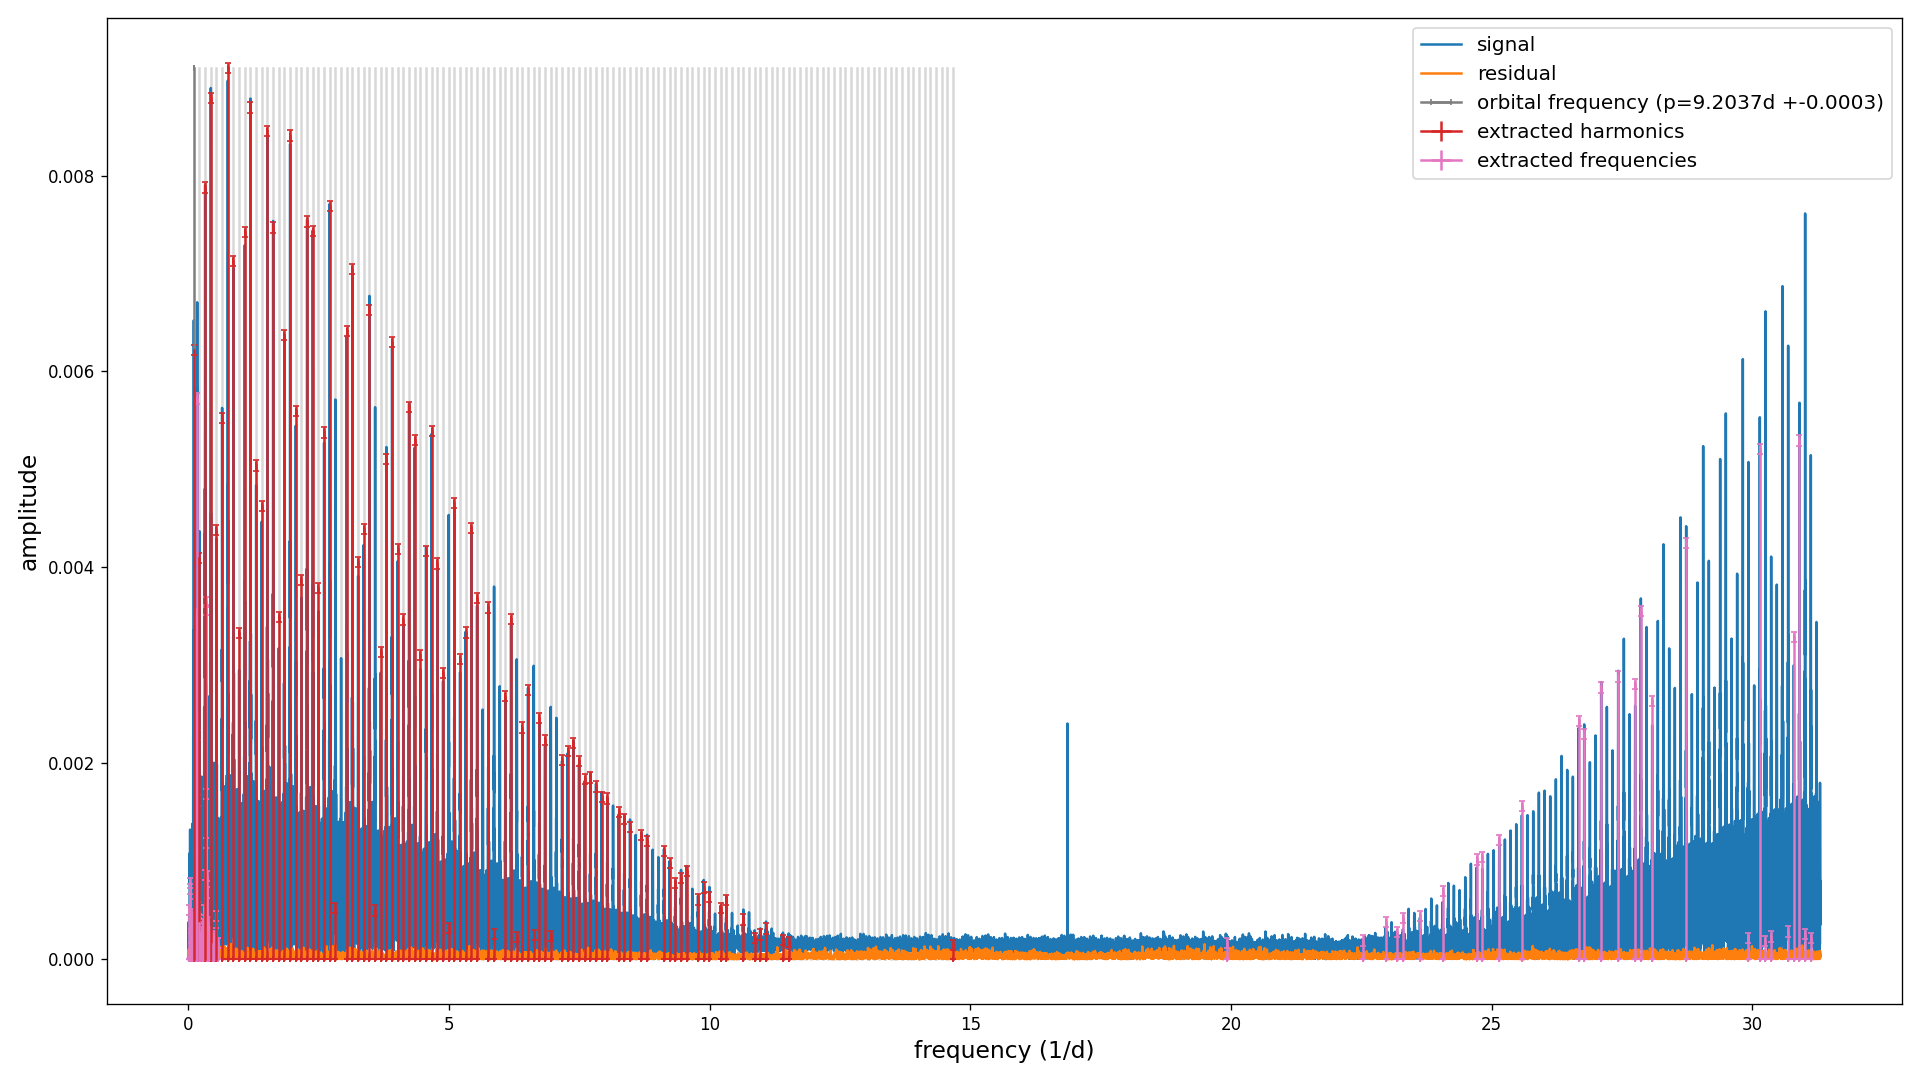 signal
residual
orbital frequency (p=9.2037d +-0.0003)
extracted harmonics
extracted frequencies
amplitude
0.008
0.006
0.004
0.002
0.000
0 5 10 15 20 25 30
frequency (1/d)